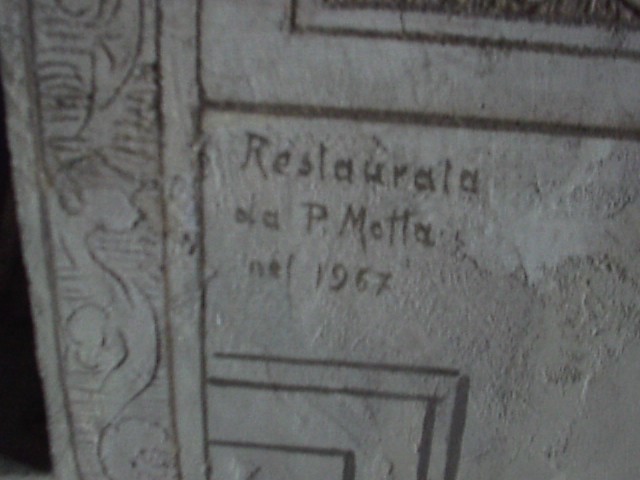 Restaurata
da P. Motta
nel 1967